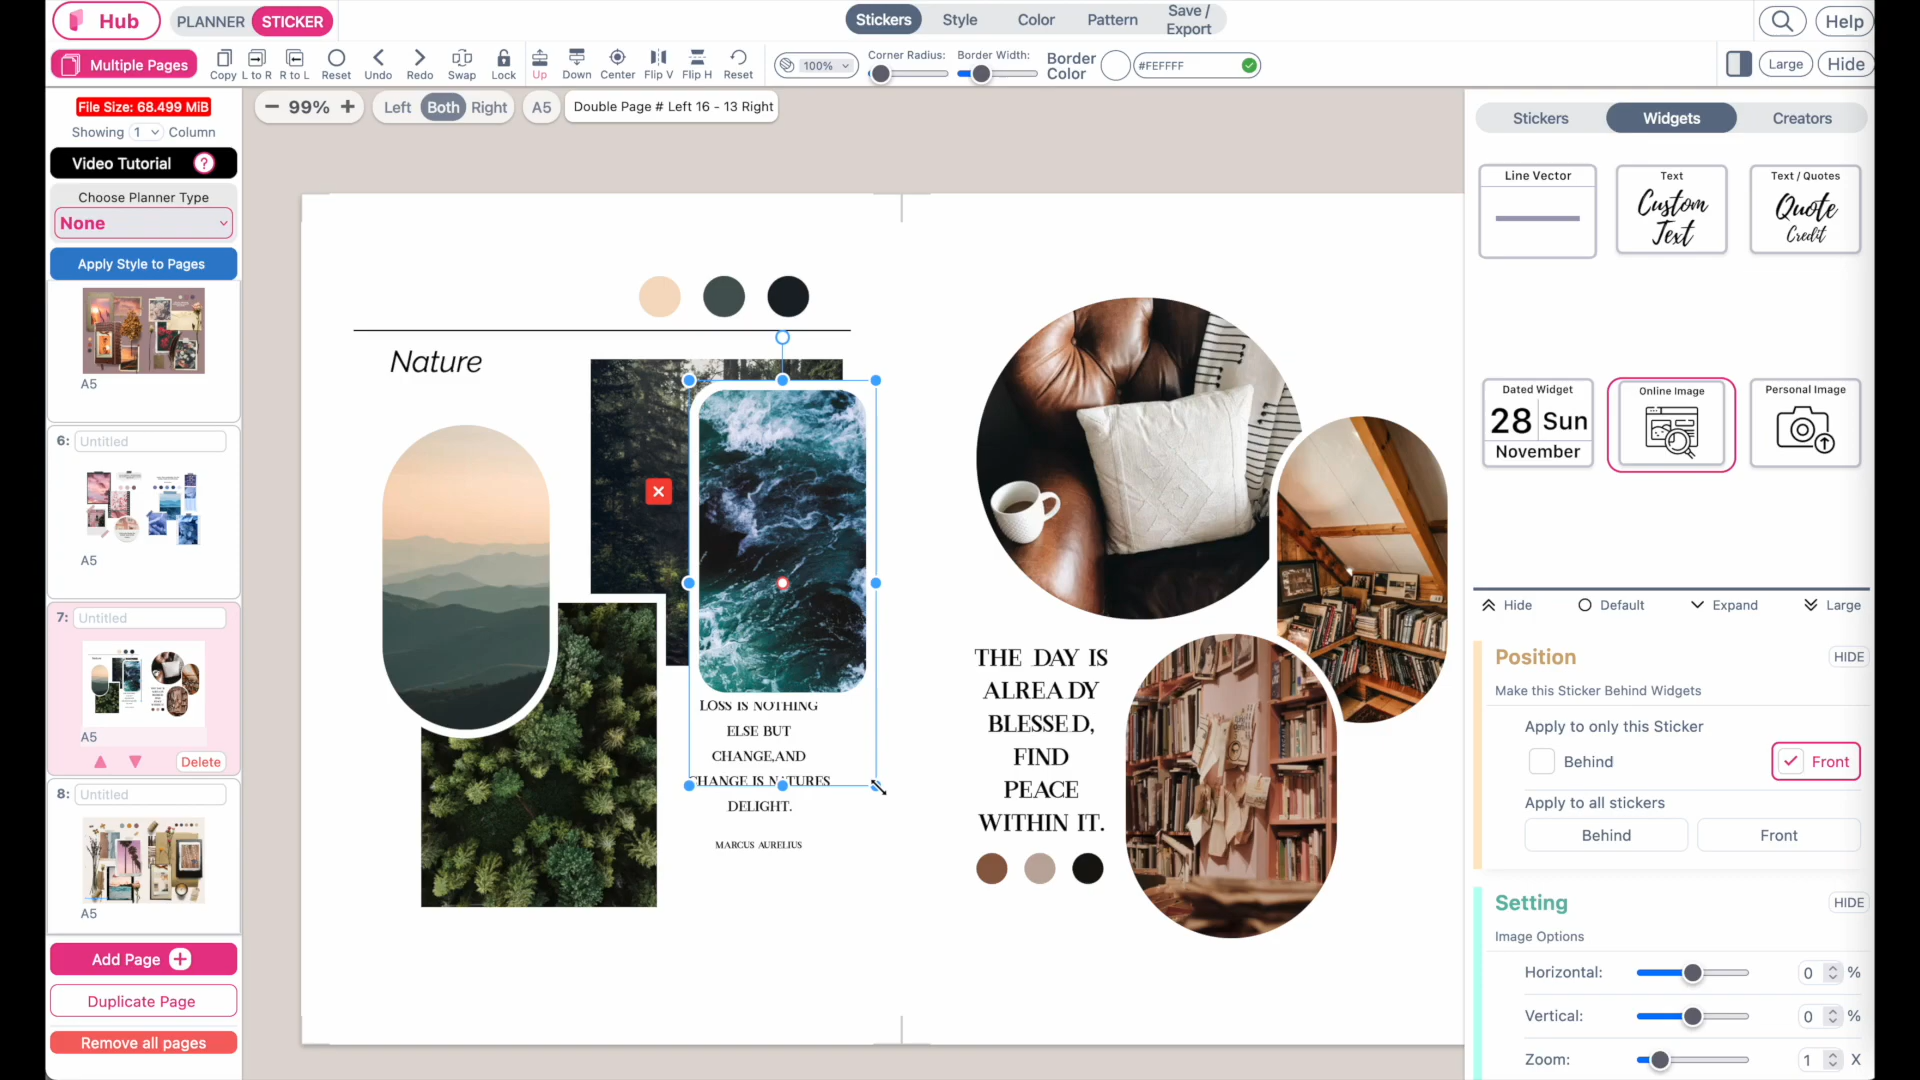 Hub
PLANNER
STICKER
Stickers
Style
Color
Pattern
Save /
Export
Help
Multiple Pages
Copy
L to R
R to L
Reset
Undo
Redo
Swap
Lock
Up
Down
Center
Flip V
Flip H
Reset
100%
Corner Radius:
Border Width:
Border
Color
#FEFFFF
Large
Hide
File Size: 68.499 MiB
Showing 1 Column
Video Tutorial ?
Choose Planner Type
None
Apply Style to Pages
A5
6: Untitled
A5
7: Untitled
A5
Delete
8: Untitled
A5
Add Page
Duplicate Page
Remove all pages
99%
Left
Both
Right
A5
Double Page # Left 16 - 13 Right
Nature
LOSS IS NOTHING
ELSE BUT
CHANGE,AND
CHANGE IS NATURES
DELIGHT.
MARCUS AURELIUS
THE DAY IS
ALREADY
BLESSED,
FIND
PEACE
WITHIN IT.
Stickers
Widgets
Creators
Line Vector
Text
Custom
Text
Text / Quotes
Quote
Credit
Dated Widget
28 Sun
November
Online Image
Personal Image
Hide
Default
Expand
Large
Position
HIDE
Make this Sticker Behind Widgets
Apply to only this Sticker
Behind
Front
Apply to all stickers
Behind
Front
Setting
HIDE
Image Options
Horizontal: 0 %
Vertical: 0 %
Zoom: 1 X